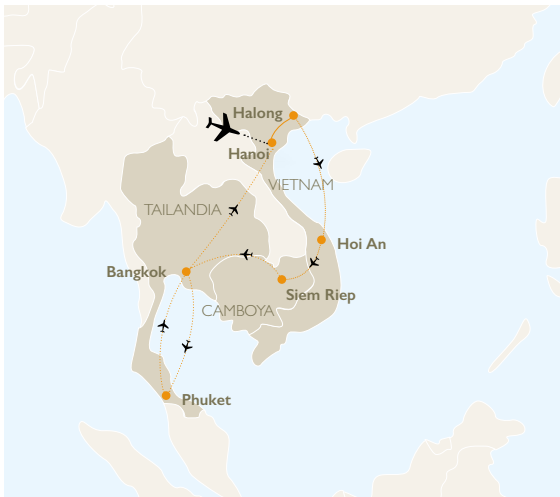 Halong
Hanoi
VIETNAM
TAILANDIA
Hoi An
Bangkok
Siem Riep
CAMBOYA
Phuket